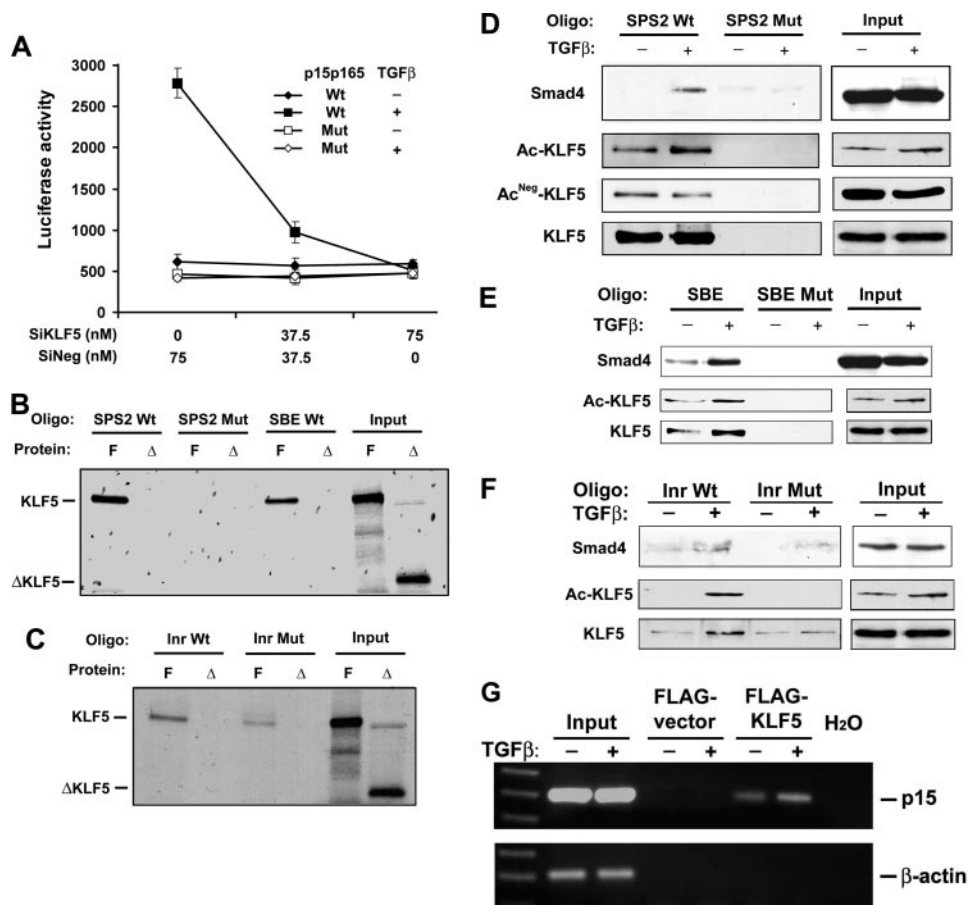 A
Luciferase activity
3000
2500
2000
1500
1000
500
0
p15p165 TGFβ
Wt –
Wt +
Mut –
Mut +
SiKLF5 (nM) 0 37.5 75
SiNeg (nM) 75 37.5 0
B
Oligo: SPS2 Wt SPS2 Mut SBE Wt Input
Protein: F Δ F Δ F Δ F Δ
KLF5
ΔKLF5
C
Oligo: Inr Wt Inr Mut Input
Protein: F Δ F Δ F Δ
KLF5
ΔKLF5
D
Oligo: SPS2 Wt SPS2 Mut Input
TGFβ: – + – + – +
Smad4
Ac-KLF5
AcNeg-KLF5
KLF5
E
Oligo: SBE SBE Mut Input
TGFβ: – + – + – +
Smad4
Ac-KLF5
KLF5
F
Oligo: Inr Wt Inr Mut Input
TGFβ: – + – + – +
Smad4
Ac-KLF5
KLF5
G
Input FLAG-vector FLAG-KLF5 H2O
TGFβ: – + – + – +
p15
β-actin